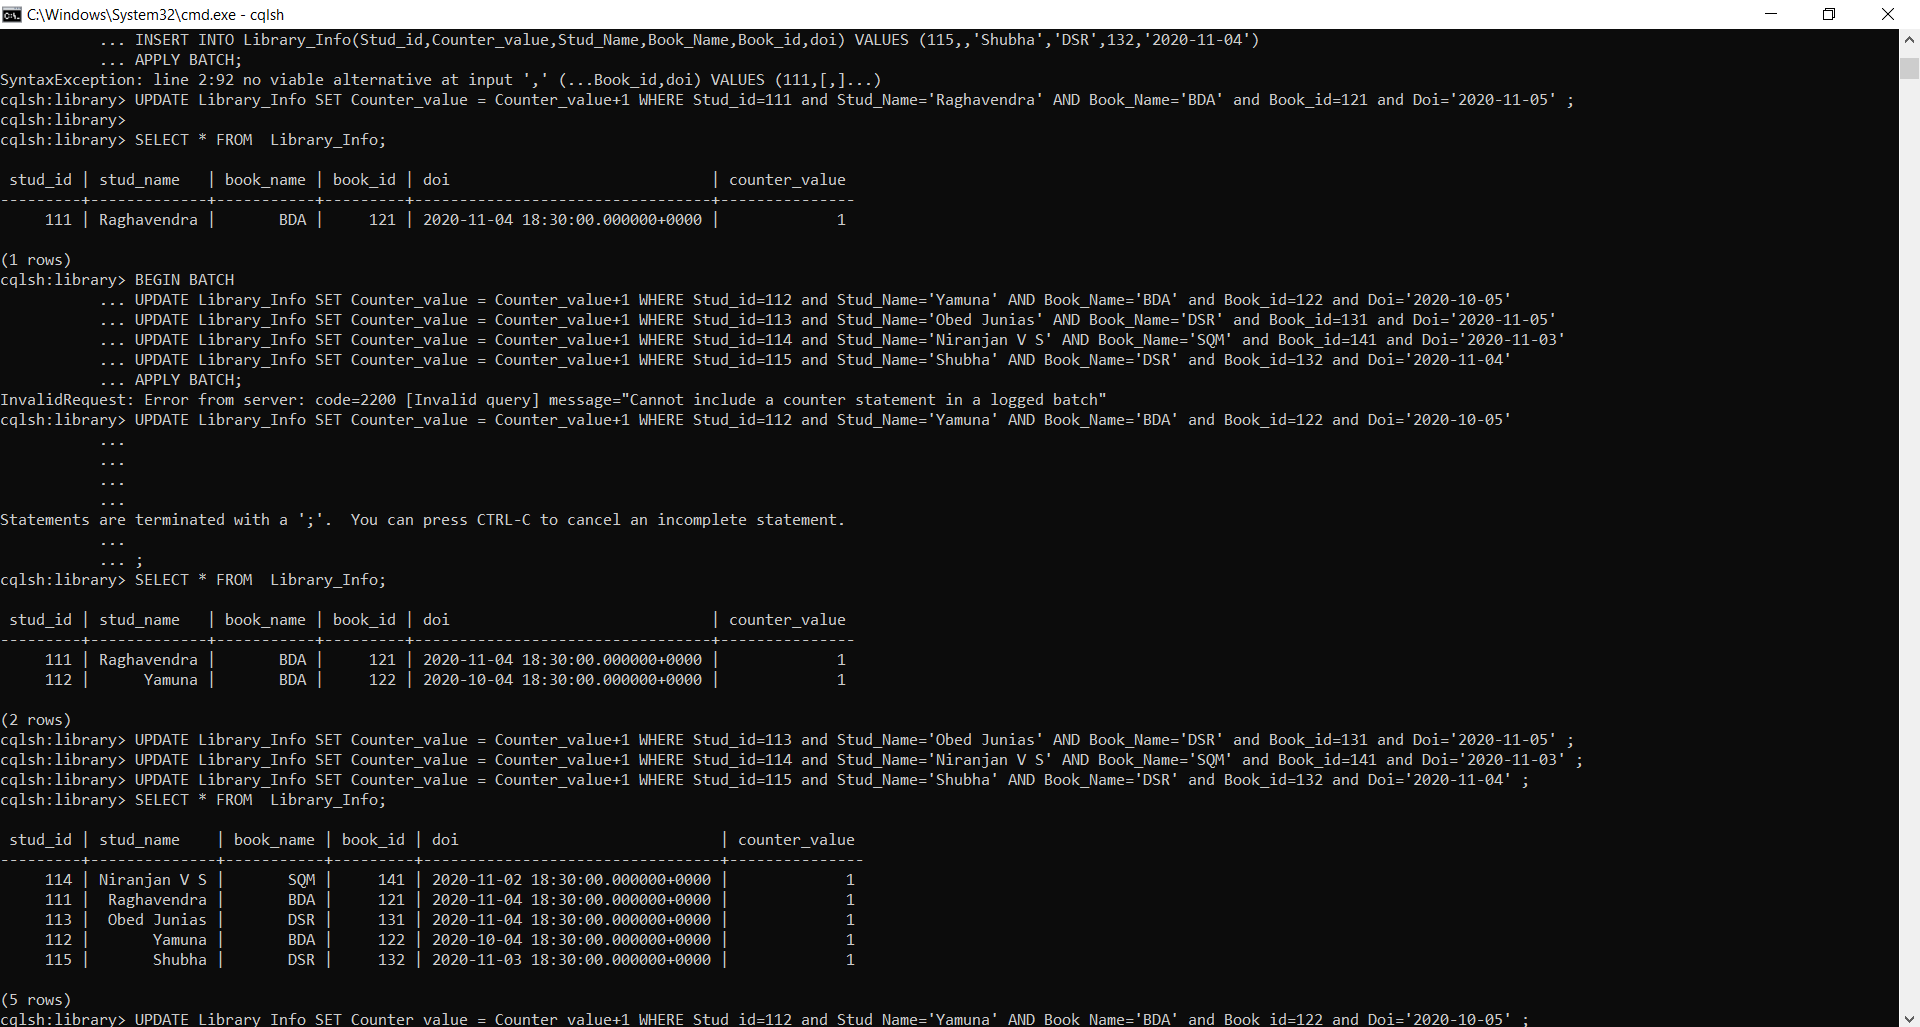 C:\Windows\System32\cmd.exe - cqlsh
... INSERT INTO Library_Info(Stud_id,Counter_value,Stud_Name,Book_Name,Book_id,doi) VALUES (115,,'Shubha','DSR',132,'2020-11-04')
... APPLY BATCH;
SyntaxException: line 2:92 no viable alternative at input ',' (...Book_id,doi) VALUES (111,[,]...)
cqlsh:library> UPDATE Library_Info SET Counter_value = Counter_value+1 WHERE Stud_id=111 and Stud_Name='Raghavendra' AND Book_Name='BDA' and Book_id=121 and Doi='2020-11-05' ;
cqlsh:library>
cqlsh:library> SELECT * FROM  Library_Info;
stud_id | stud_name   | book_name | book_id | doi                             | counter_value
---------+-------------+-----------+---------+---------------------------------+---------------
111 | Raghavendra |       BDA |     121 | 2020-11-04 18:30:00.000000+0000 |             1
(1 rows)
cqlsh:library> BEGIN BATCH
... UPDATE Library_Info SET Counter_value = Counter_value+1 WHERE Stud_id=112 and Stud_Name='Yamuna' AND Book_Name='BDA' and Book_id=122 and Doi='2020-10-05'
... UPDATE Library_Info SET Counter_value = Counter_value+1 WHERE Stud_id=113 and Stud_Name='Obed Junias' AND Book_Name='DSR' and Book_id=131 and Doi='2020-11-05'
... UPDATE Library_Info SET Counter_value = Counter_value+1 WHERE Stud_id=114 and Stud_Name='Niranjan V S' AND Book_Name='SQM' and Book_id=141 and Doi='2020-11-03'
... UPDATE Library_Info SET Counter_value = Counter_value+1 WHERE Stud_id=115 and Stud_Name='Shubha' AND Book_Name='DSR' and Book_id=132 and Doi='2020-11-04'
... APPLY BATCH;
InvalidRequest: Error from server: code=2200 [Invalid query] message="Cannot include a counter statement in a logged batch"
cqlsh:library> UPDATE Library_Info SET Counter_value = Counter_value+1 WHERE Stud_id=112 and Stud_Name='Yamuna' AND Book_Name='BDA' and Book_id=122 and Doi='2020-10-05'
...
...
...
...
Statements are terminated with a ';'.  You can press CTRL-C to cancel an incomplete statement.
...
... ;
cqlsh:library> SELECT * FROM  Library_Info;
stud_id | stud_name   | book_name | book_id | doi                             | counter_value
---------+-------------+-----------+---------+---------------------------------+---------------
111 | Raghavendra |       BDA |     121 | 2020-11-04 18:30:00.000000+0000 |             1
112 |      Yamuna |       BDA |     122 | 2020-10-04 18:30:00.000000+0000 |             1
(2 rows)
cqlsh:library> UPDATE Library_Info SET Counter_value = Counter_value+1 WHERE Stud_id=113 and Stud_Name='Obed Junias' AND Book_Name='DSR' and Book_id=131 and Doi='2020-11-05' ;
cqlsh:library> UPDATE Library_Info SET Counter_value = Counter_value+1 WHERE Stud_id=114 and Stud_Name='Niranjan V S' AND Book_Name='SQM' and Book_id=141 and Doi='2020-11-03' ;
cqlsh:library> UPDATE Library_Info SET Counter_value = Counter_value+1 WHERE Stud_id=115 and Stud_Name='Shubha' AND Book_Name='DSR' and Book_id=132 and Doi='2020-11-04' ;
cqlsh:library> SELECT * FROM  Library_Info;
stud_id | stud_name    | book_name | book_id | doi                             | counter_value
---------+--------------+-----------+---------+---------------------------------+---------------
114 | Niranjan V S |       SQM |     141 | 2020-11-02 18:30:00.000000+0000 |             1
111 |  Raghavendra |       BDA |     121 | 2020-11-04 18:30:00.000000+0000 |             1
113 |  Obed Junias |       DSR |     131 | 2020-11-04 18:30:00.000000+0000 |             1
112 |       Yamuna |       BDA |     122 | 2020-10-04 18:30:00.000000+0000 |             1
115 |       Shubha |       DSR |     132 | 2020-11-03 18:30:00.000000+0000 |             1
(5 rows)
cqlsh:library> UPDATE Library_Info SET Counter_value = Counter_value+1 WHERE Stud_id=112 and Stud_Name='Yamuna' AND Book_Name='BDA' and Book_id=122 and Doi='2020-10-05' ;